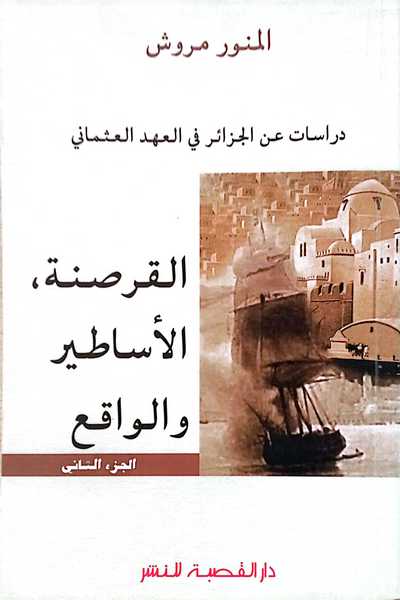 المنور مروش
دراسات عن الجزائر في العهد العثماني
القرصنة،
الأساطير
والواقع
الجزء الثاني
دار القصبة للنشر